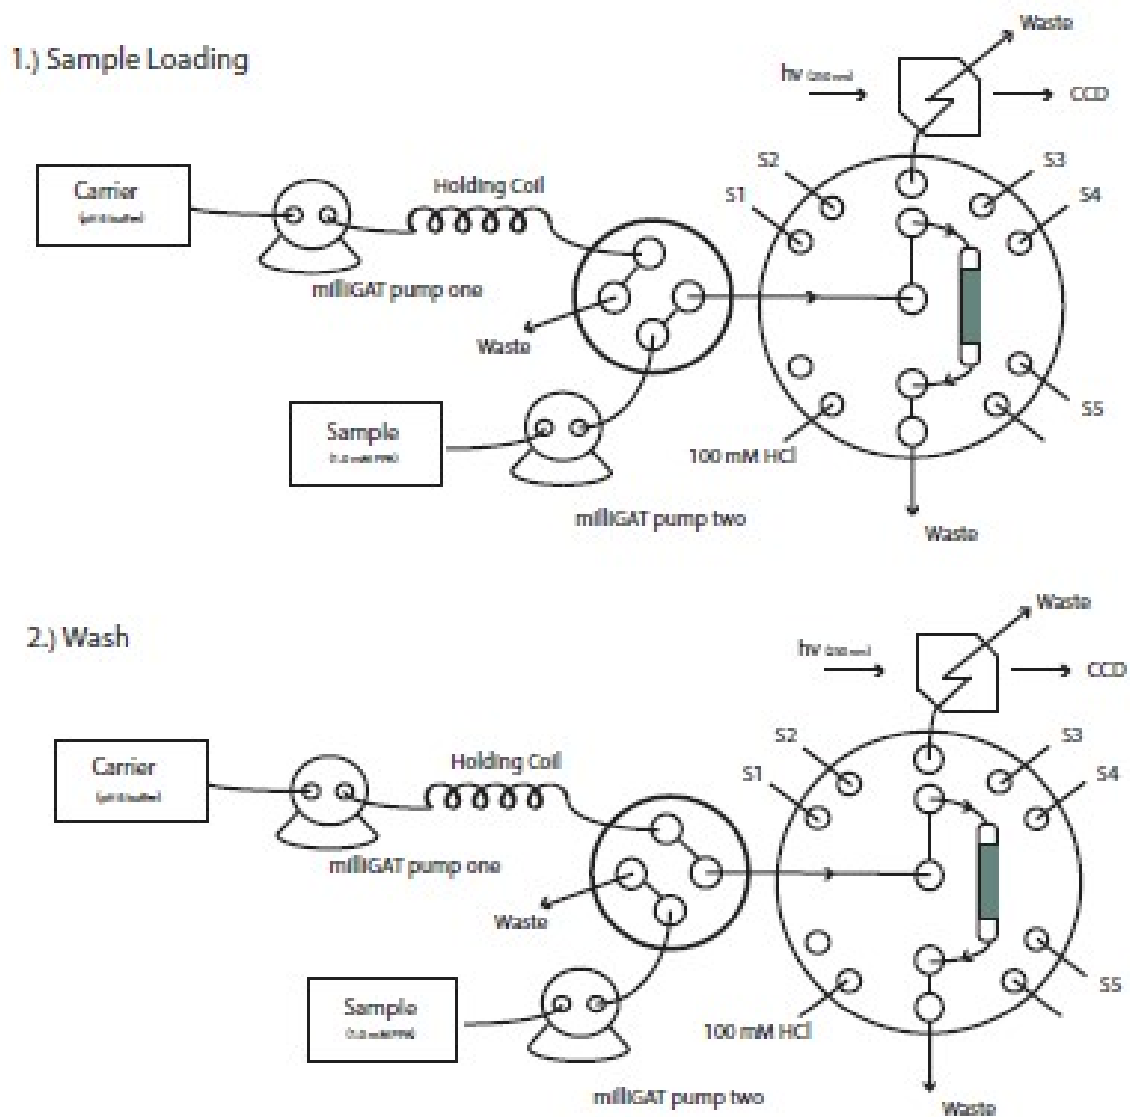 1.) Sample Loading
Waste
hv
CCD
S2
S3
S1
S4
Carrier
Holding Coil
milliGAT pump one
Waste
Sample
100 mM HCl
S5
milliGAT pump two
Waste
2.) Wash
Waste
hv
CCD
S2
S3
S1
S4
Carrier
Holding Coil
milliGAT pump one
Waste
Sample
100 mM HCl
S5
milliGAT pump two
Waste